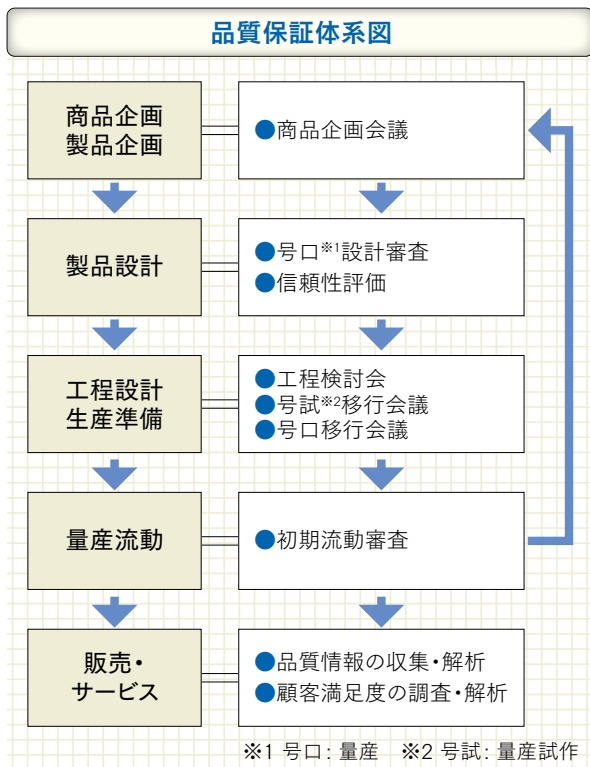 品質保証体系図
商品企画
製品企画
●商品企画会議
製品設計
●号口※1設計審査
●信頼性評価
工程設計
生産準備
●工程検討会
●号試※2移行会議
●号口移行会議
量産流動
●初期流動審査
販売・
サービス
●品質情報の収集・解析
●顧客満足度の調査・解析
※1 号口: 量産　※2 号試: 量産試作